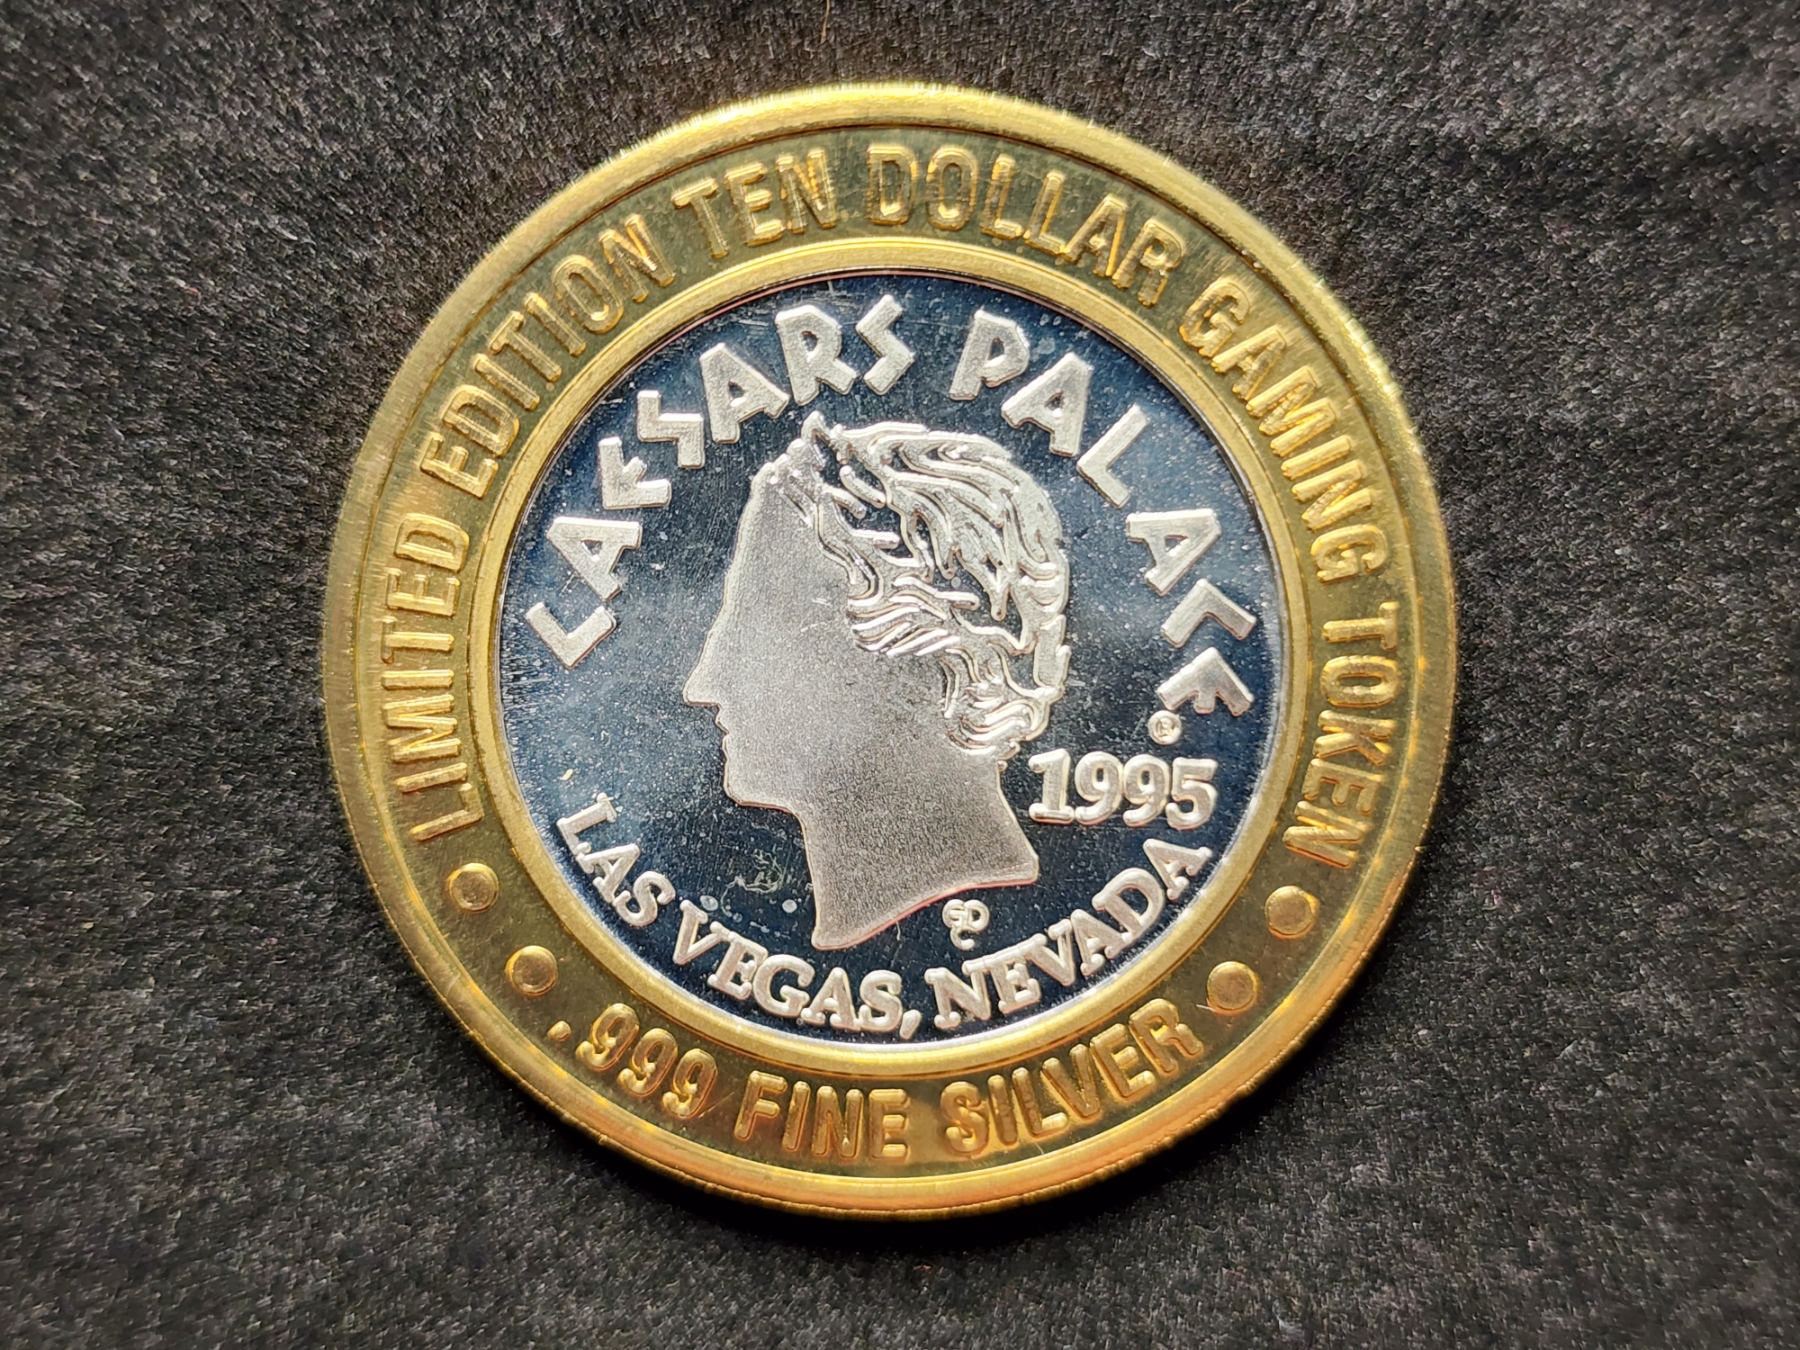 LIMITED EDITION TEN DOLLAR GAMING TOKEN
CAESARS PALACE
©
1995
LAS VEGAS, NEVADA
.999 FINE SILVER